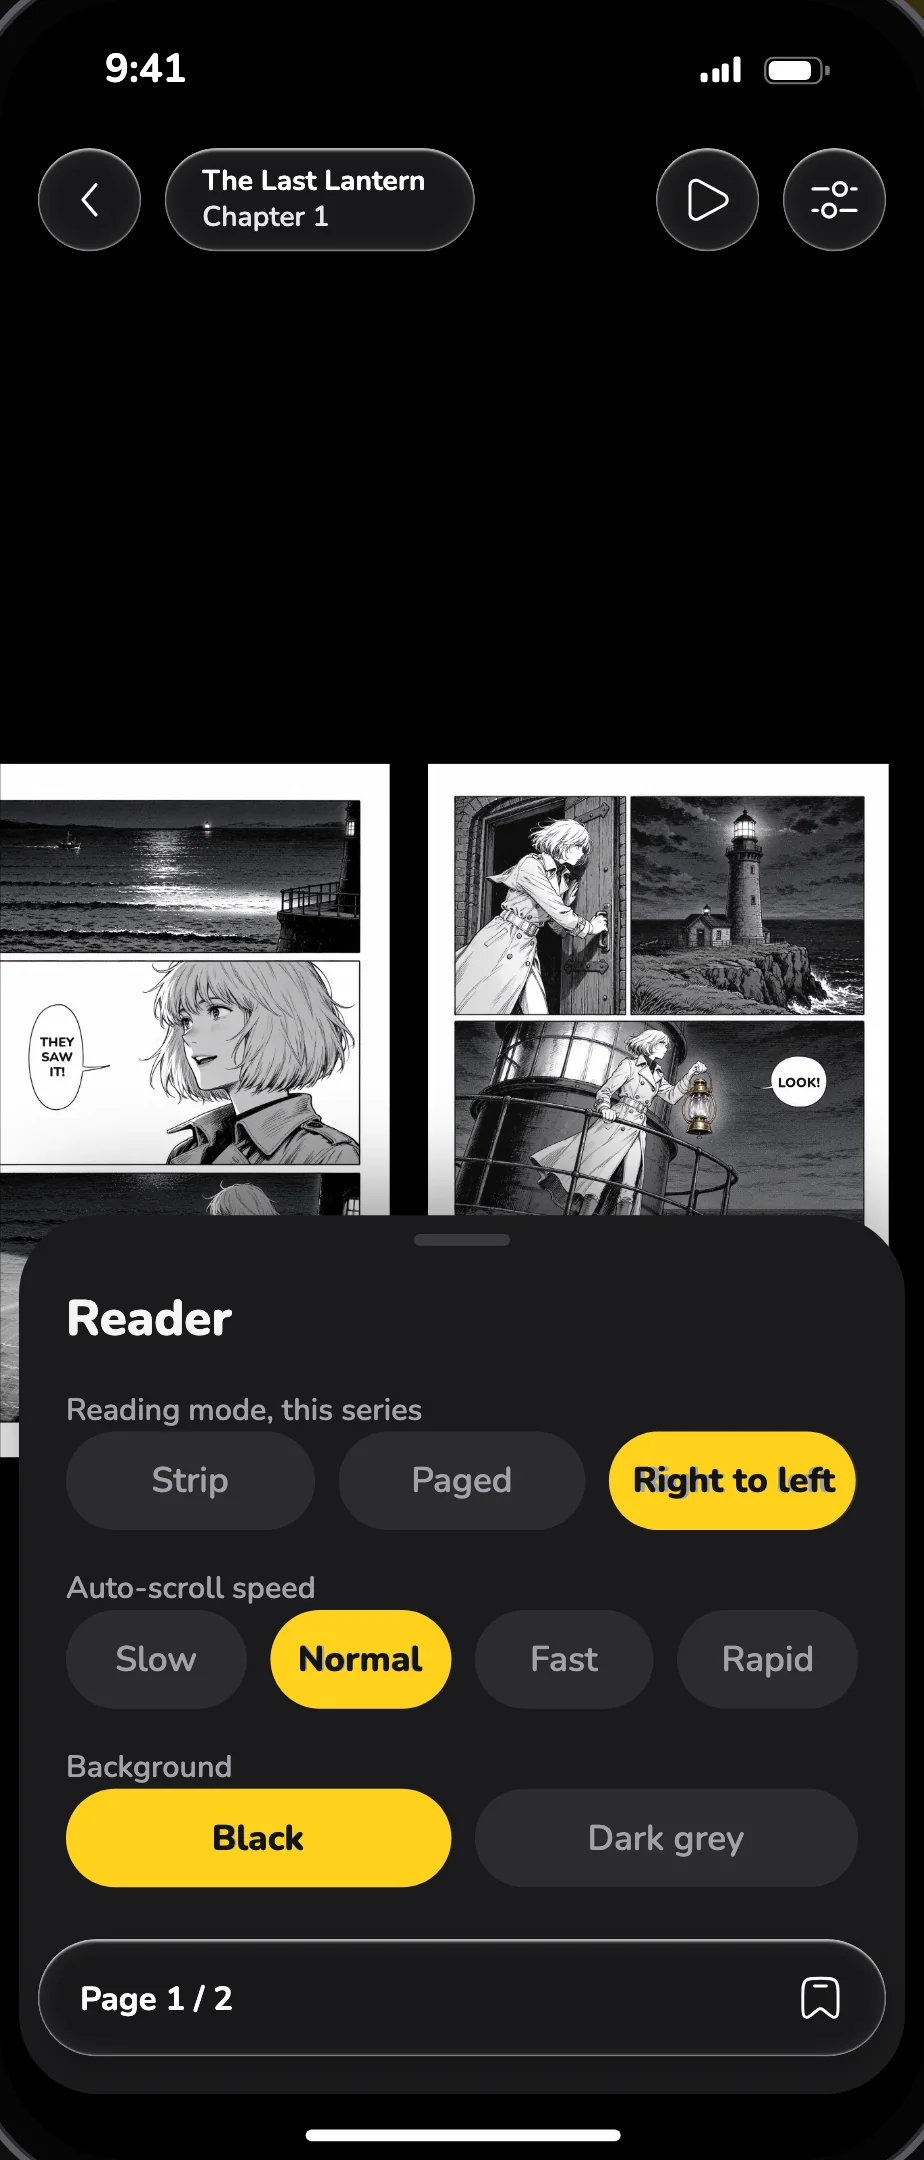 9:41
The Last Lantern
Chapter 1
THEY
SAW
IT!
LOOK!
Reader
Reading mode, this series
Strip
Paged
Right to left
Auto-scroll speed
Slow
Normal
Fast
Rapid
Background
Black
Dark grey
Page 1 / 2